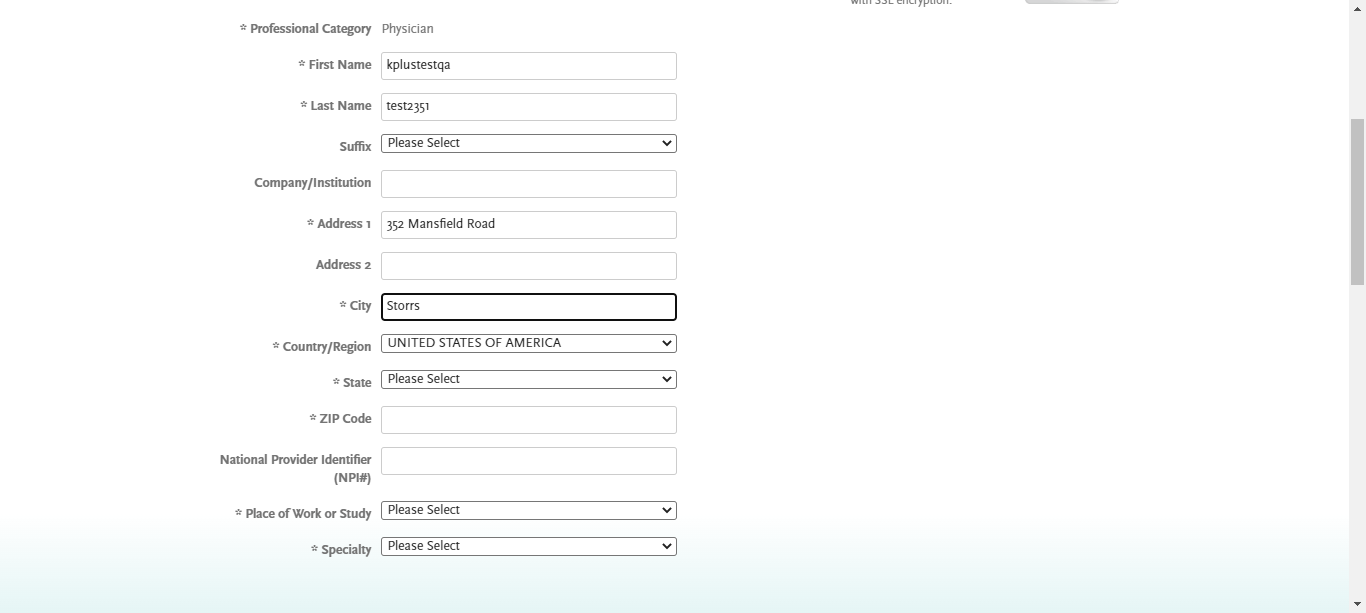 with SSL encryption.
* Professional Category Physician
* First Name kplustestqa
* Last Name test2351
Suffix Please Select
Company/Institution
* Address 1 352 Mansfield Road
Address 2
* City Storrs
* Country/Region UNITED STATES OF AMERICA
* State Please Select
* ZIP Code
National Provider Identifier
(NPI#)
* Place of Work or Study Please Select
* Specialty Please Select